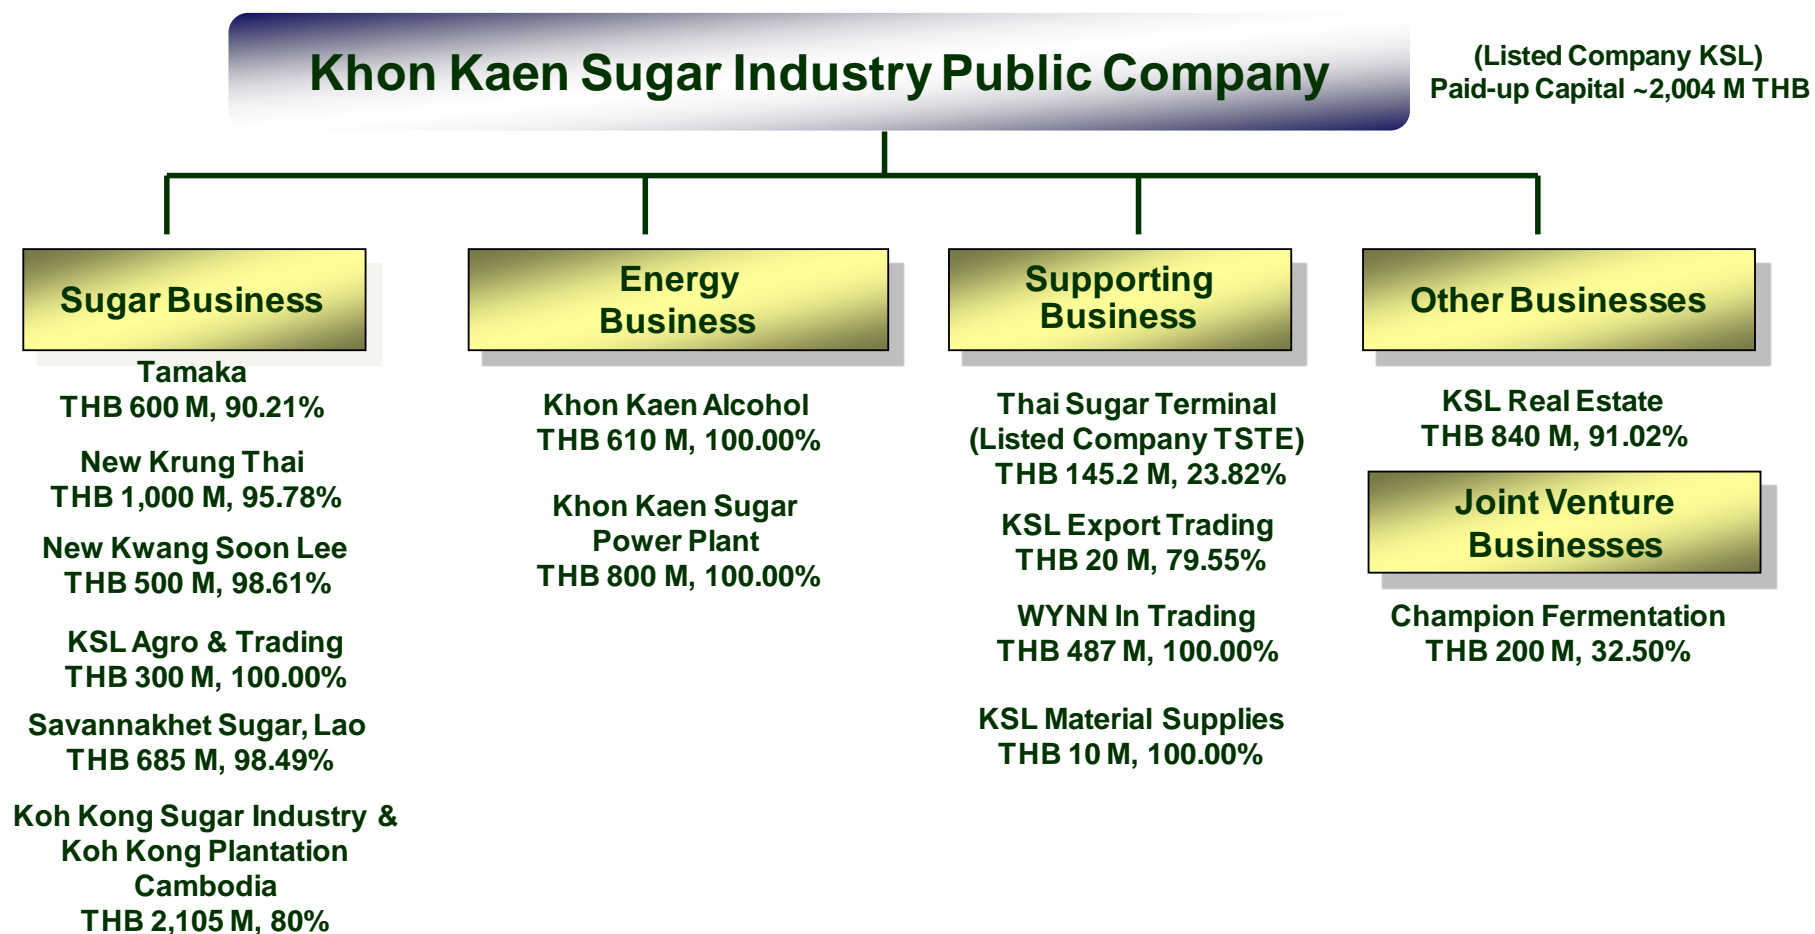 Khon Kaen Sugar Industry Public Company
(Listed Company KSL)
Paid-up Capital ~2,004 M THB
Sugar Business
Tamaka
THB 600 M, 90.21%
New Krung Thai
THB 1,000 M, 95.78%
New Kwang Soon Lee
THB 500 M, 98.61%
KSL Agro & Trading
THB 300 M, 100.00%
Savannakhet Sugar, Lao
THB 685 M, 98.49%
Koh Kong Sugar Industry &
Koh Kong Plantation
Cambodia
THB 2,105 M, 80%
Energy
Business
Khon Kaen Alcohol
THB 610 M, 100.00%
Khon Kaen Sugar
Power Plant
THB 800 M, 100.00%
Supporting
Business
Thai Sugar Terminal
(Listed Company TSTE)
THB 145.2 M, 23.82%
KSL Export Trading
THB 20 M, 79.55%
WYNN In Trading
THB 487 M, 100.00%
KSL Material Supplies
THB 10 M, 100.00%
Other Businesses
KSL Real Estate
THB 840 M, 91.02%
Joint Venture
Businesses
Champion Fermentation
THB 200 M, 32.50%